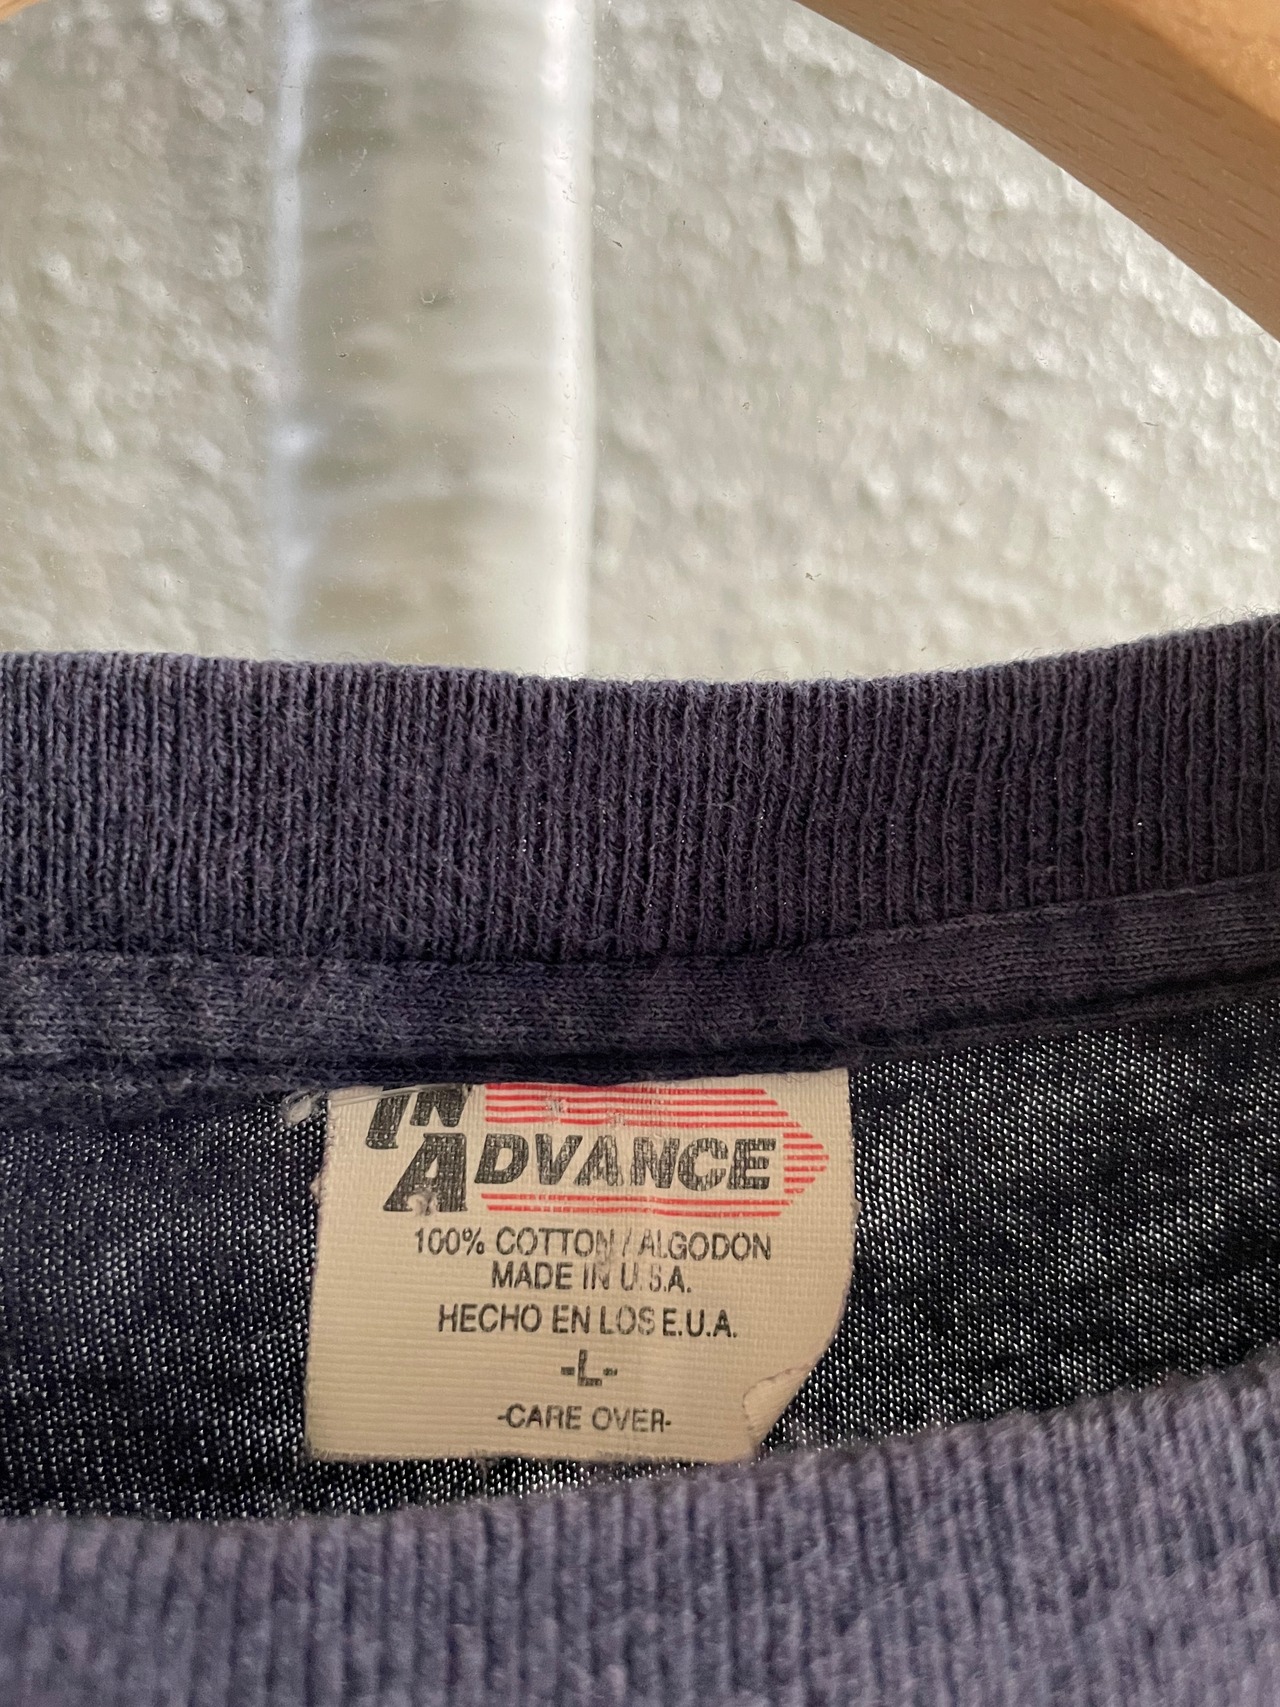 IN
ADVANCE
100% COTTON / ALGODON
MADE IN U.S.A.
HECHO EN LOS E.U.A.
-L-
-CARE OVER-